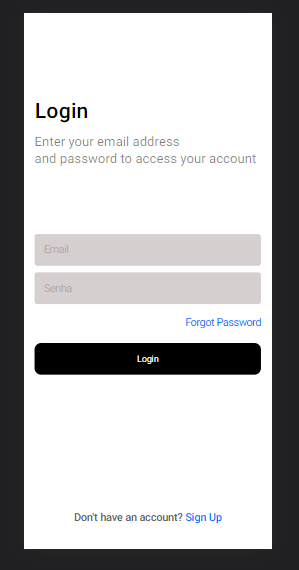 Login
Enter your email address
and password to access your account
Email
Senha
Forgot Password
Login
Don't have an account? Sign Up